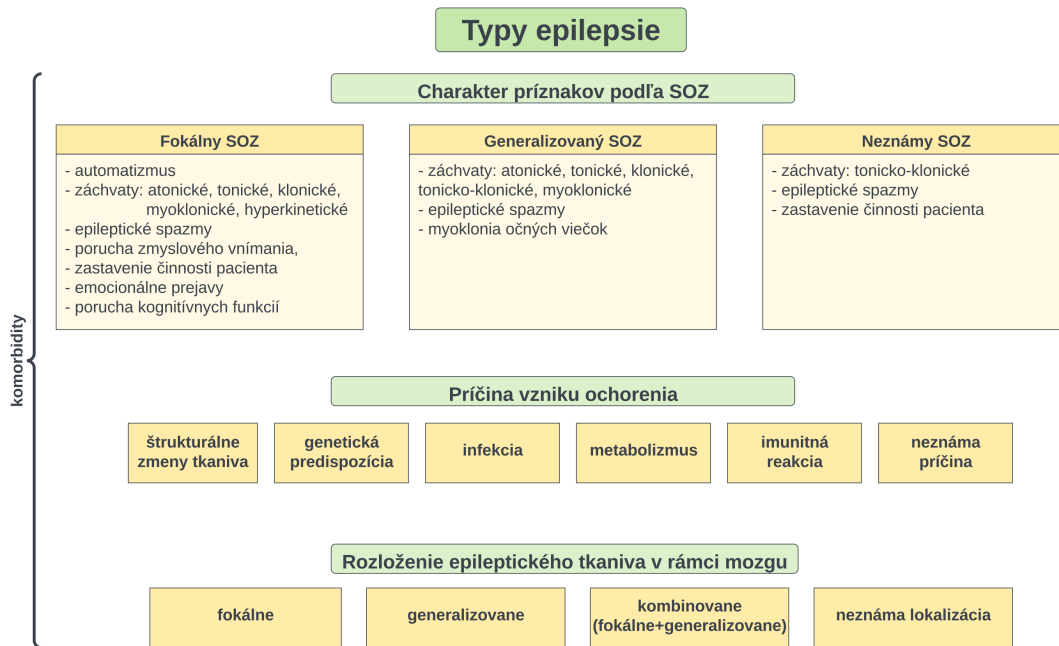 Typy epilepsie
Charakter príznakov podľa SOZ
Fokálny SOZ
- automatizmus
- záchvaty: atonické, tonické, klonické,
myoklonické, hyperkinetické
- epileptické spazmy
- porucha zmyslového vnímania,
- zastavenie činnosti pacienta
- emocionálne prejavy
- porucha kognitívnych funkcií
Generalizovaný SOZ
- záchvaty: atonické, tonické, klonické,
tonicko-klonické, myoklonické
- epileptické spazmy
- myoklonia očných viečok
Neznámy SOZ
- záchvaty: tonicko-klonické
- epileptické spazmy
- zastavenie činnosti pacienta
komorbidity
Príčina vzniku ochorenia
štrukturálne
zmeny tkaniva
genetická
predispozícia
infekcia
metabolizmus
imunitná
reakcia
neznáma
príčina
Rozloženie epileptického tkaniva v rámci mozgu
fokálne
generalizovane
kombinovane
(fokálne+generalizovane)
neznáma lokalizácia